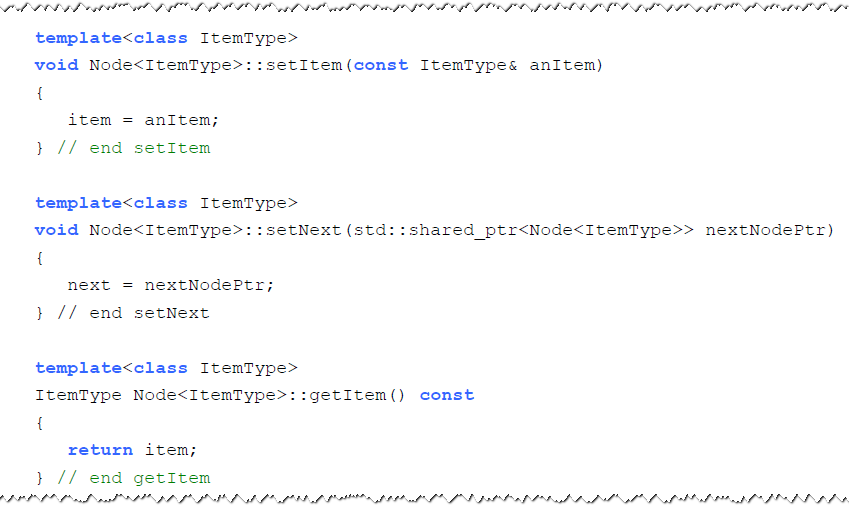 template<class ItemType>
void Node<ItemType>::setItem(const ItemType& anItem)
{
   item = anItem;
} // end setItem

template<class ItemType>
void Node<ItemType>::setNext(std::shared_ptr<Node<ItemType>> nextNodePtr)
{
   next = nextNodePtr;
} // end setNext

template<class ItemType>
ItemType Node<ItemType>::getItem() const
{
   return item;
} // end getItem